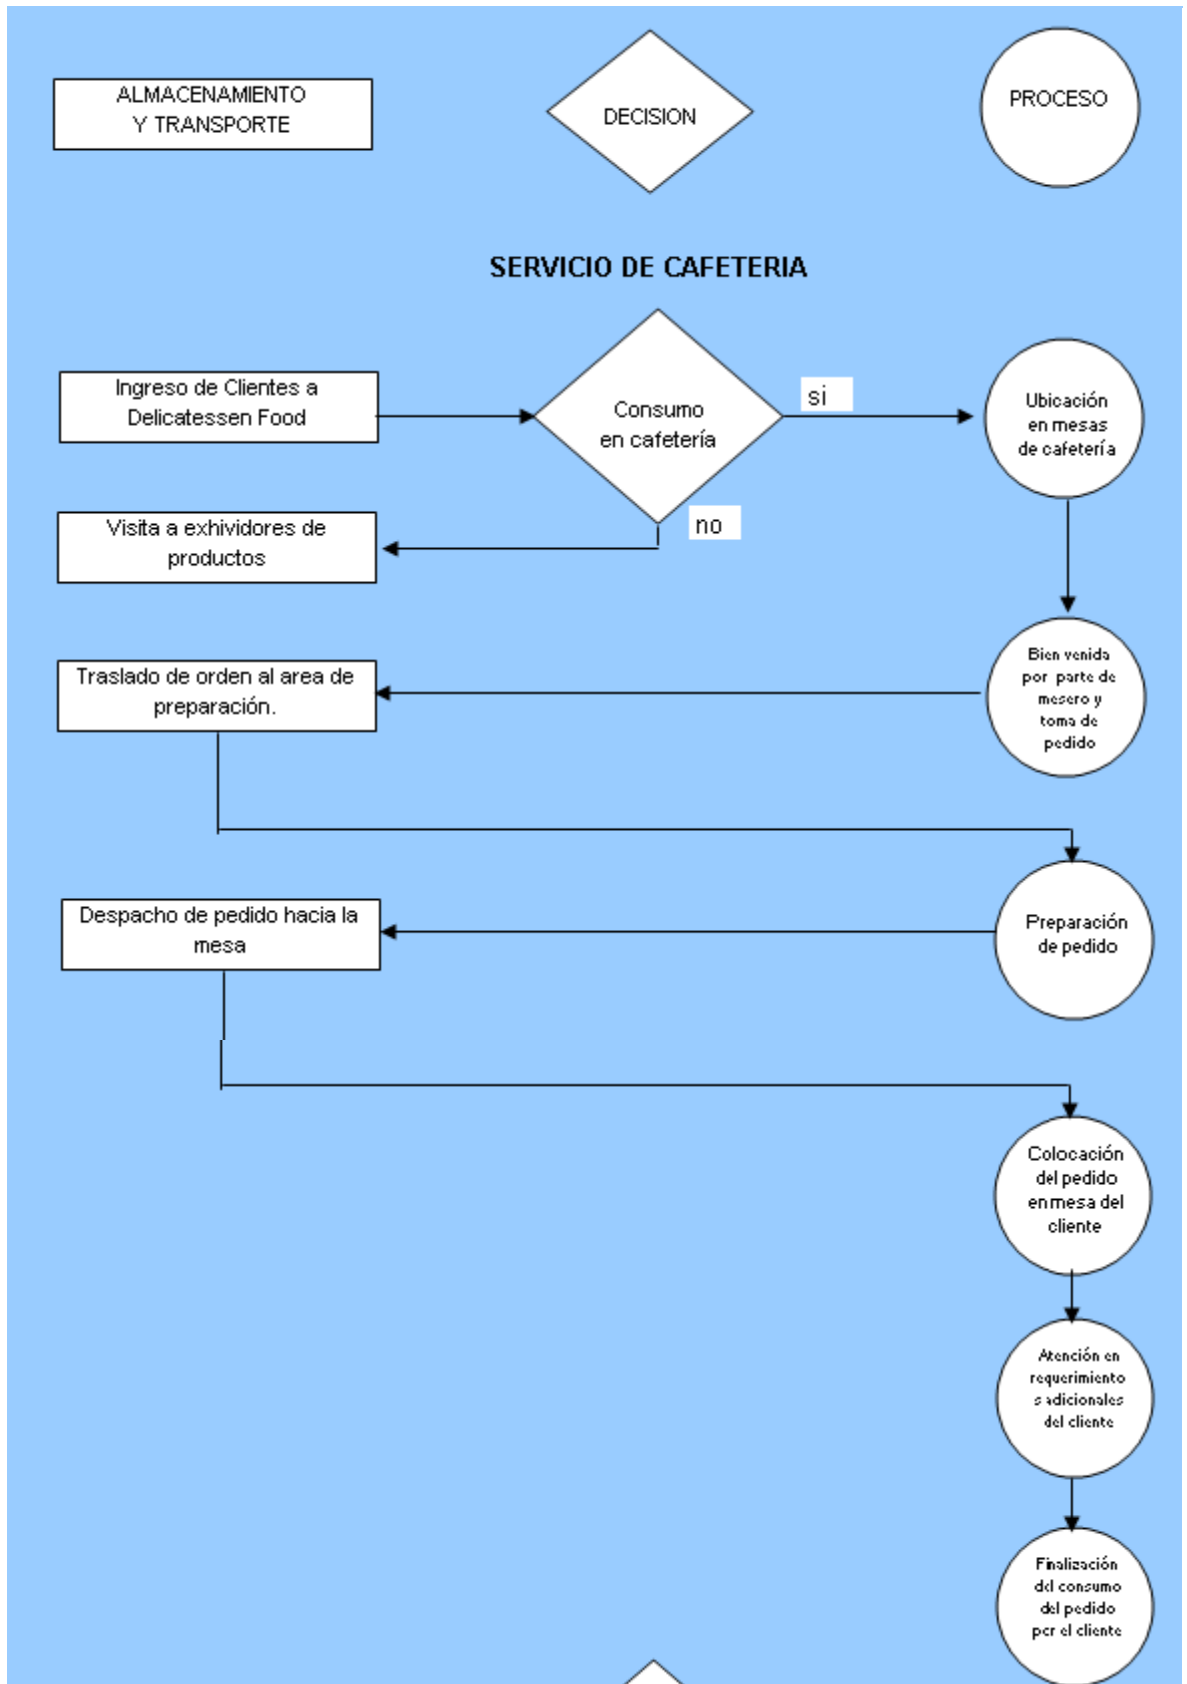 ALMACENAMIENTO
Y TRANSPORTE
DECISION
PROCESO
SERVICIO DE CAFETERIA
Ingreso de Clientes a
Delicatessen Food
Consumo
en cafetería
si
Ubicación
en mesas
de cafetería
no
Visita a exhividores de
productos
Bien venida
por parte de
mesero y
toma de
pedido
Traslado de orden al area de
preparación.
Preparación
de pedido
Despacho de pedido hacia la
mesa
Colocación
del pedido
en mesa del
cliente
Atención en
requerimiento
s adicionales
del cliente
Finalización
del consumo
del pedido
por el cliente